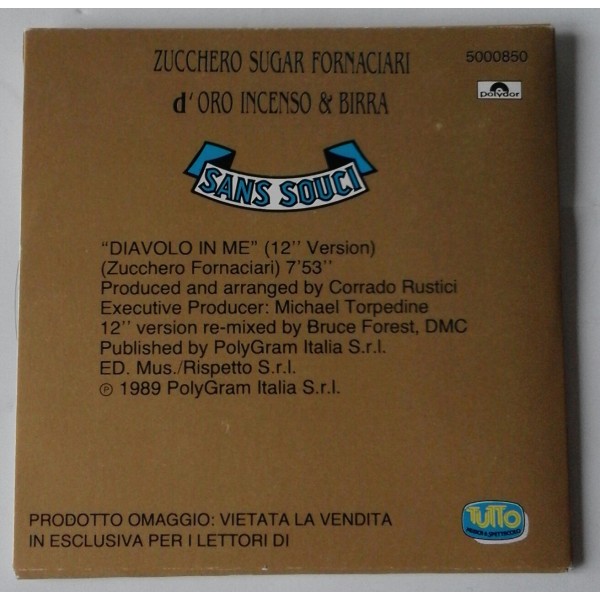 ZUCCHERO SUGAR FORNACIARI
5000850
Polydor
d' ORO INCENSO & BIRRA
SANS SOUCI
“DIAVOLO IN ME” (12’’ Version)
(Zucchero Fornaciari) 7’53’’
Produced and arranged by Corrado Rustici
Executive Producer: Michael Torpedine
12’’ version re-mixed by Bruce Forest, DMC
Published by PolyGram Italia S.r.l.
ED. Mus./Rispetto S.r.l.
℗ 1989 PolyGram Italia S.r.l.
PRODOTTO OMAGGIO: VIETATA LA VENDITA
IN ESCLUSIVA PER I LETTORI DI
TUTTO
MUSICA & SPETTACOLO